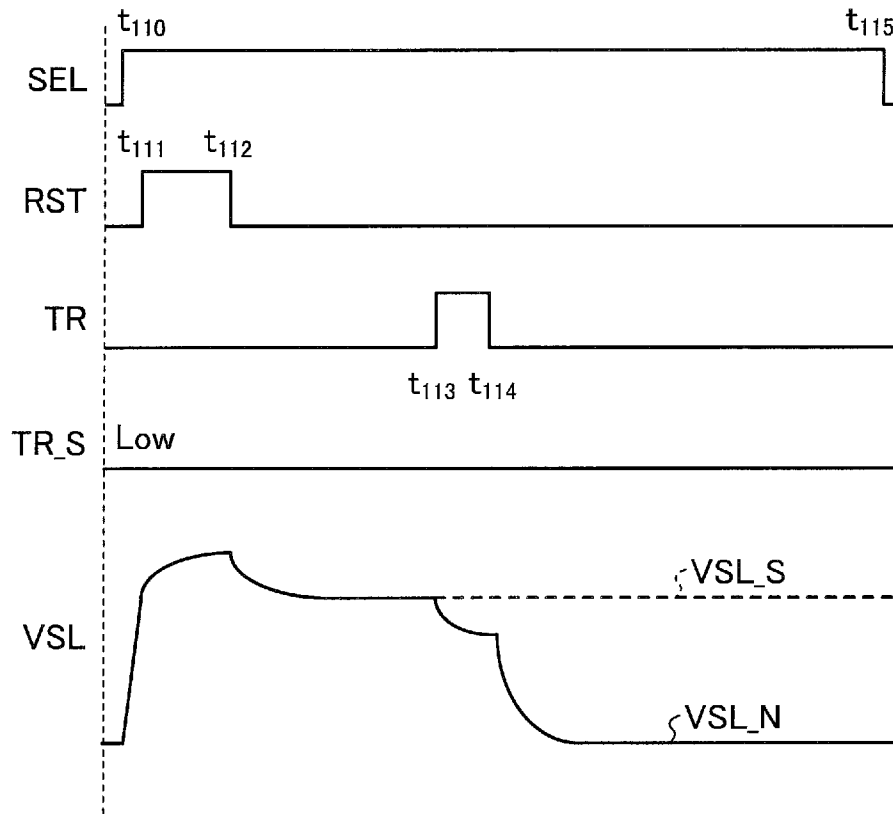 t110 t115
SEL
t111 t112
RST
TR
t113 t114
TR_S Low
VSL_S
VSL
VSL_N